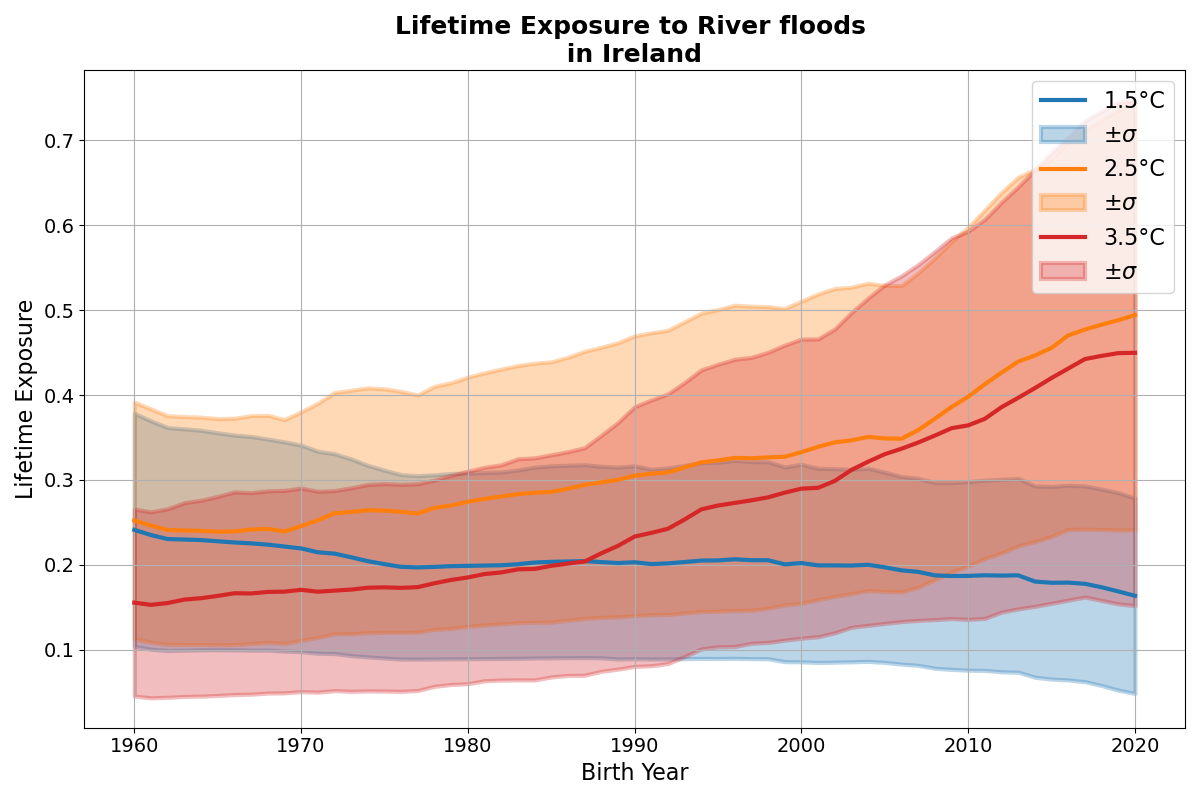 Lifetime Exposure to River floods
in Ireland
1.5°C
±σ
2.5°C
±σ
3.5°C
±σ
Lifetime Exposure
0.7
0.6
0.5
0.4
0.3
0.2
0.1
1960 1970 1980 1990 2000 2010 2020
Birth Year